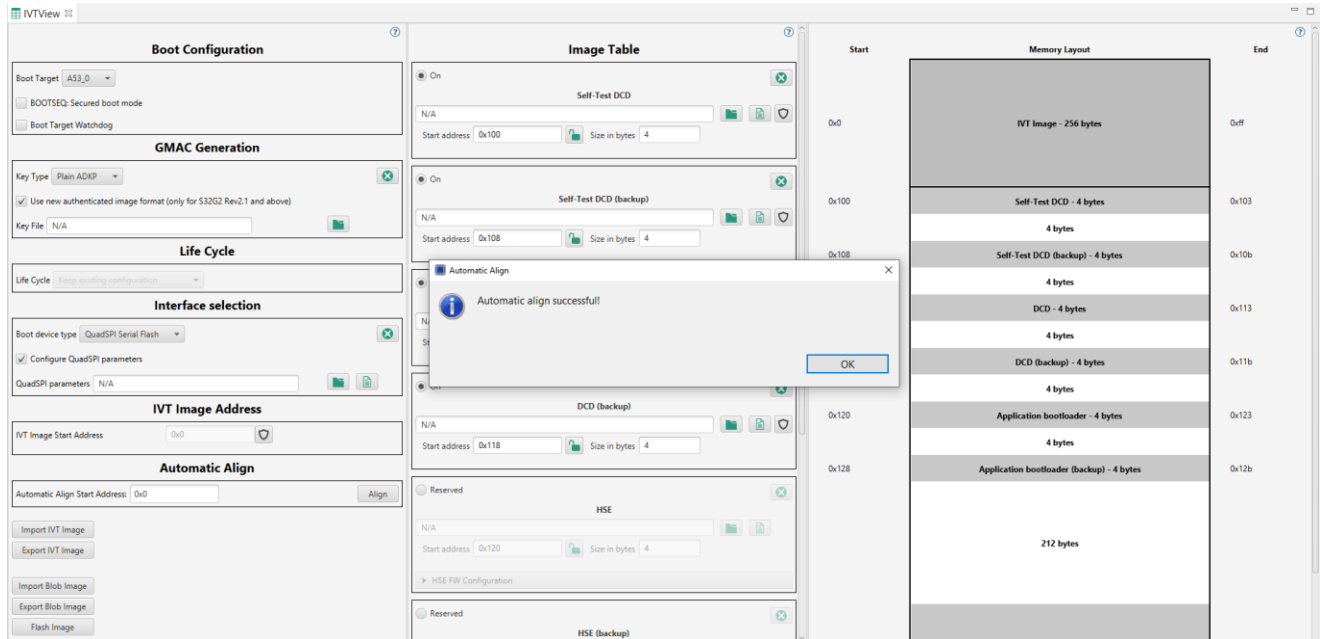 IVTView
Boot Configuration
Boot Target A53_0
BOOTSEQ: Secured boot mode
Boot Target Watchdog
GMAC Generation
Key Type Plain ADKP
Use new authenticated image format (only for S32G2 Rev2.1 and above)
Key File N/A
Life Cycle
Life Cycle Keep existing configuration
Interface selection
Boot device type QuadSPI Serial Flash
Configure QuadSPI parameters
QuadSPI parameters N/A
IVT Image Address
IVT Image Start Address 0x0
Automatic Align
Automatic Align Start Address: 0x0 Align
Import IVT Image
Export IVT Image
Import Blob Image
Export Blob Image
Flash Image
Image Table
On
Self-Test DCD
N/A
Start address 0x100 Size in bytes 4
On
Self-Test DCD (backup)
N/A
Start address 0x108 Size in bytes 4
Automatic Align
Automatic align successful!
OK
DCD (backup)
N/A
Start address 0x118 Size in bytes 4
Reserved
HSE
N/A
Start address 0x120 Size in bytes 4
HSE FW Configuration
Reserved
HSE (backup)
Start Memory Layout End
0x0 IVT Image - 256 bytes 0xff
0x100 Self-Test DCD - 4 bytes 0x103
4 bytes
0x108 Self-Test DCD (backup) - 4 bytes 0x10b
4 bytes
DCD - 4 bytes 0x113
4 bytes
DCD (backup) - 4 bytes 0x11b
4 bytes
0x120 Application bootloader - 4 bytes 0x123
4 bytes
0x128 Application bootloader (backup) - 4 bytes 0x12b
212 bytes